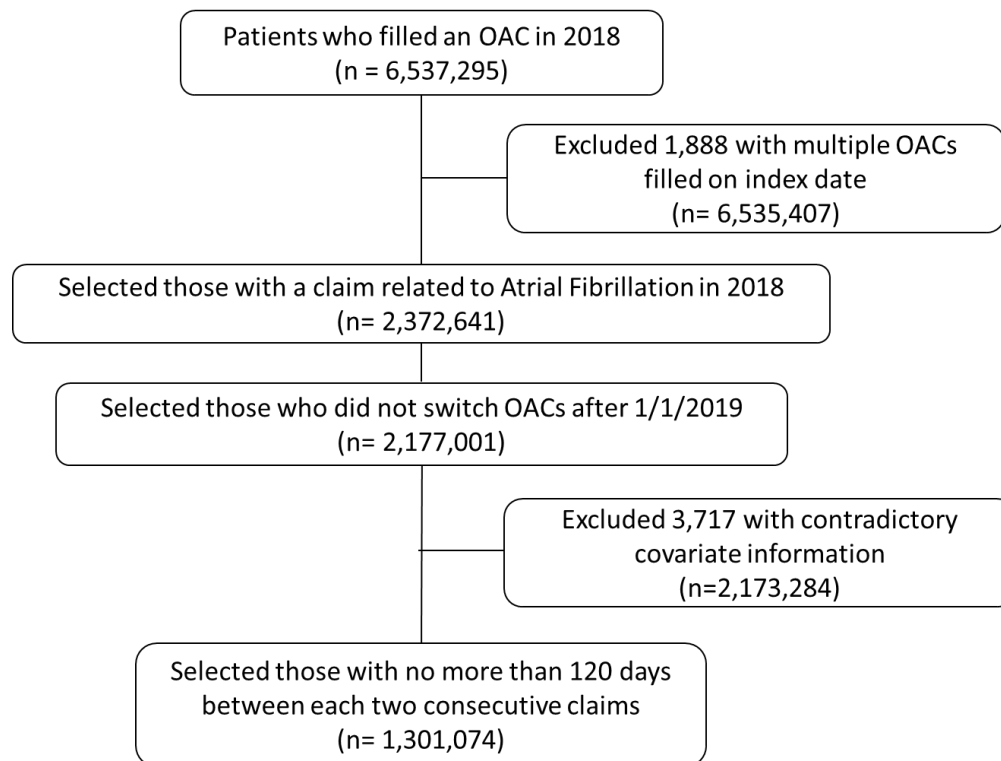 Patients who filled an OAC in 2018
(n = 6,537,295)
Excluded 1,888 with multiple OACs
filled on index date
(n= 6,535,407)
Selected those with a claim related to Atrial Fibrillation in 2018
(n= 2,372,641)
Selected those who did not switch OACs after 1/1/2019
(n= 2,177,001)
Excluded 3,717 with contradictory
covariate information
(n=2,173,284)
Selected those with no more than 120 days
between each two consecutive claims
(n= 1,301,074)